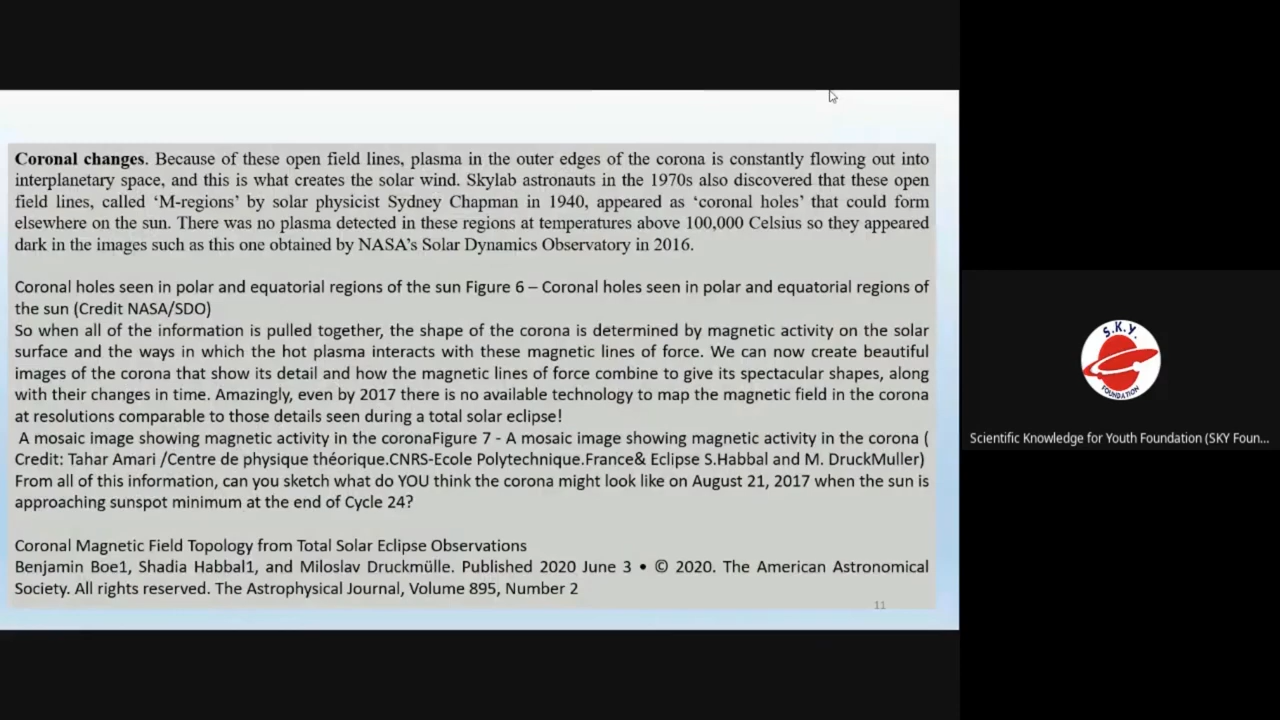 Coronal changes. Because of these open field lines, plasma in the outer edges of the corona is constantly flowing out into
interplanetary space, and this is what creates the solar wind. Skylab astronauts in the 1970s also discovered that these open
field lines, called ‘M-regions’ by solar physicist Sydney Chapman in 1940, appeared as ‘coronal holes’ that could form
elsewhere on the sun. There was no plasma detected in these regions at temperatures above 100,000 Celsius so they appeared
dark in the images such as this one obtained by NASA’s Solar Dynamics Observatory in 2016.
Coronal holes seen in polar and equatorial regions of the sun Figure 6 – Coronal holes seen in polar and equatorial regions of
the sun (Credit NASA/SDO)
So when all of the information is pulled together, the shape of the corona is determined by magnetic activity on the solar
surface and the ways in which the hot plasma interacts with these magnetic lines of force. We can now create beautiful
images of the corona that show its detail and how the magnetic lines of force combine to give its spectacular shapes, along
with their changes in time. Amazingly, even by 2017 there is no available technology to map the magnetic field in the corona
at resolutions comparable to those details seen during a total solar eclipse!
A mosaic image showing magnetic activity in the coronaFigure 7 - A mosaic image showing magnetic activity in the corona (
Credit: Tahar Amari /Centre de physique théorique.CNRS-Ecole Polytechnique.France& Eclipse S.Habbal and M. DruckMuller)
From all of this information, can you sketch what do YOU think the corona might look like on August 21, 2017 when the sun is
approaching sunspot minimum at the end of Cycle 24?
Coronal Magnetic Field Topology from Total Solar Eclipse Observations
Benjamin Boe1, Shadia Habbal1, and Miloslav Druckmülle. Published 2020 June 3 • © 2020. The American Astronomical
Society. All rights reserved. The Astrophysical Journal, Volume 895, Number 2
11
S.K.Y.
FOUNDATION
Scientific Knowledge for Youth Foundation (SKY Foun...